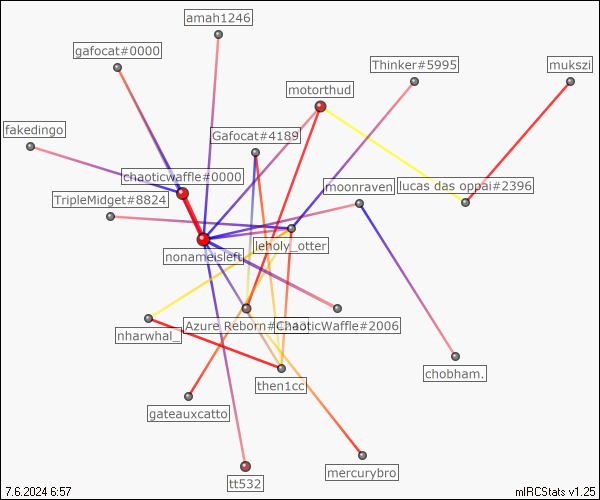 amah1246
gafocat#0000
Thinker#5995
mukszi
motorthud
fakedingo
Gafocat#4189
chaoticwaffle#0000
moonraven
lucas das oppai#2396
TripleMidget#8824
leholy_otter
nonameisleft
Azure Reborn#
ChaoticWaffle#2006
nharwhal_
chobham.
then1cc
gateauxcatto
mercurybro
tt532
7.6.2024 6:57
mIRCStats v1.25